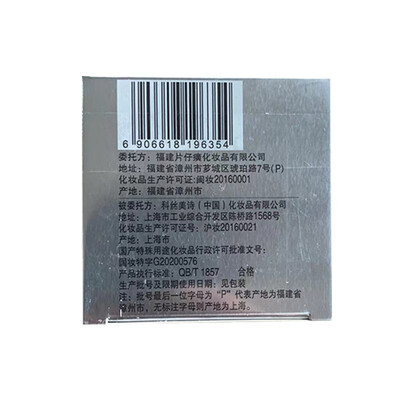 6 906618 196354
委托方：福建片仔癀化妆品有限公司
地址：福建省漳州市芗城区琥珀路7号(P)
化妆品生产许可证:闽妆20160001
产地：福建省漳州市
被委托方：科丝美诗（中国）化妆品有限公司
地址：上海市工业综合开发区陈桥路1568号
化妆品生产许可证号：沪妆20160021
产地：上海市
国产特殊用途化妆品行政许可批准文号：
国妆特字G20200576
产品执行标准：QB/T 1857 合格
生产批号及限期使用日期：见包装
注：批号最后一位字母为“P”代表产地为福建省
漳州市，无标注字母则产地为上海。